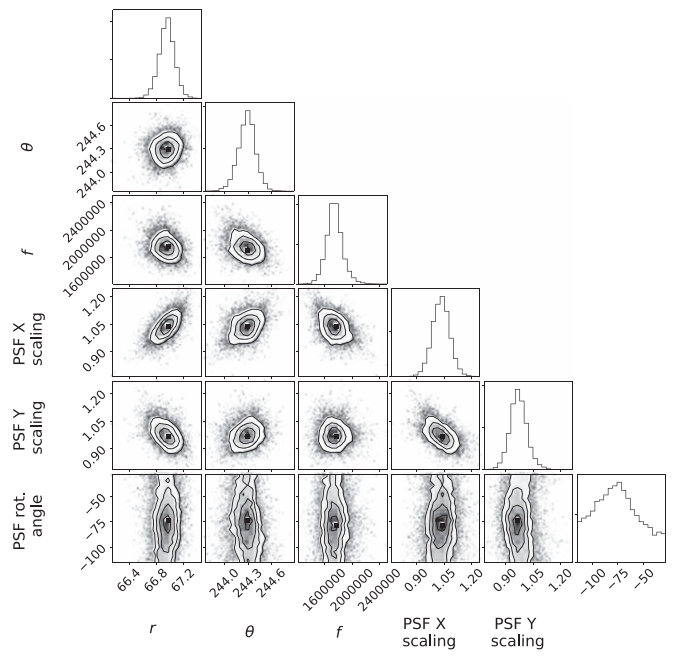 θ
244.6
244.3
244.0
f
2400000
2000000
1600000
PSF X
scaling
1.20
1.05
0.90
PSF Y
scaling
1.20
1.05
0.90
PSF rot.
angle
−50
−75
−100
66.4
66.8
67.2
244.0
244.3
244.6
1600000
2000000
2400000
0.90
1.05
1.20
0.90
1.05
1.20
−100
−75
−50
r
θ
f
PSF X
scaling
PSF Y
scaling